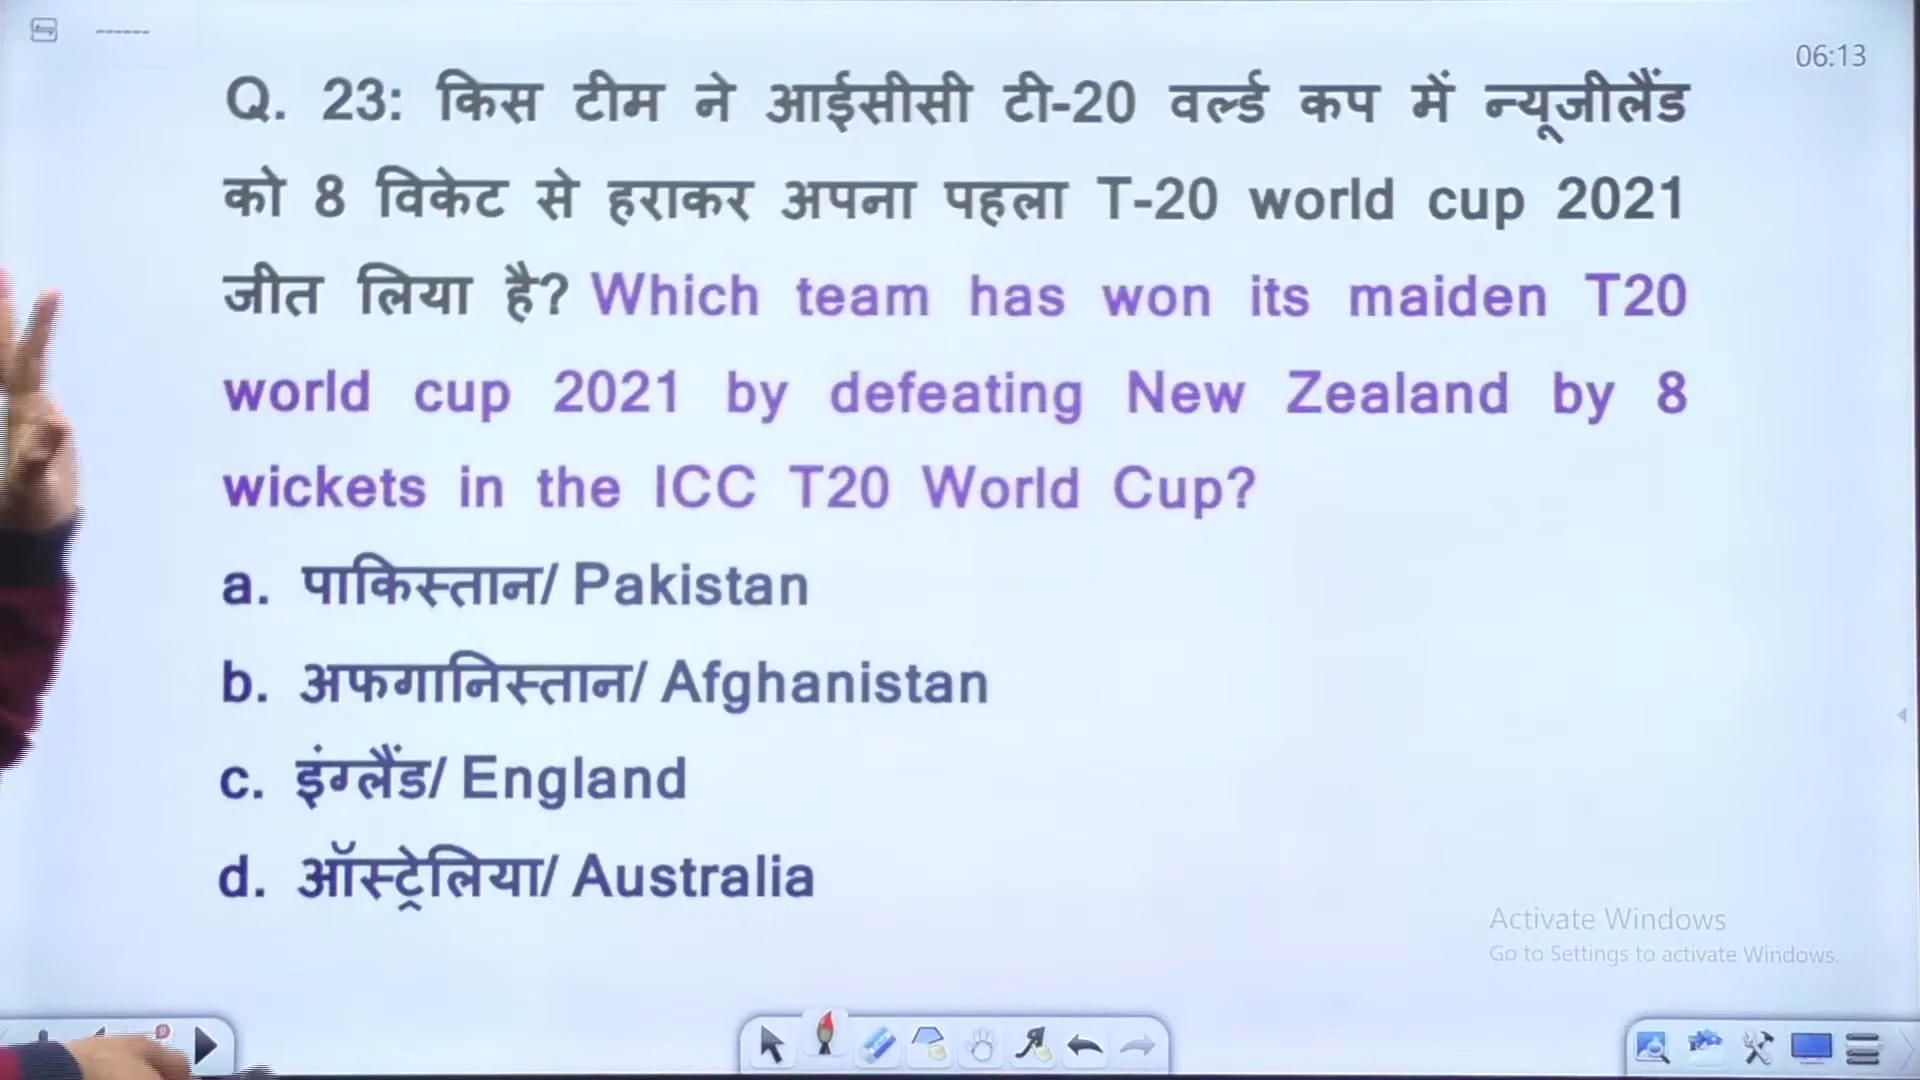 06:13
Q. 23: किस टीम ने आईसीसी टी-20 वर्ल्ड कप में न्यूजीलैंड
को 8 विकेट से हराकर अपना पहला T-20 world cup 2021
जीत लिया है? Which team has won its maiden T20
world cup 2021 by defeating New Zealand by 8
wickets in the ICC T20 World Cup?
a. पाकिस्तान/ Pakistan
b. अफगानिस्तान/ Afghanistan
c. इंग्लैंड/ England
d. ऑस्ट्रेलिया/ Australia
Activate Windows
Go to Settings to activate Windows.